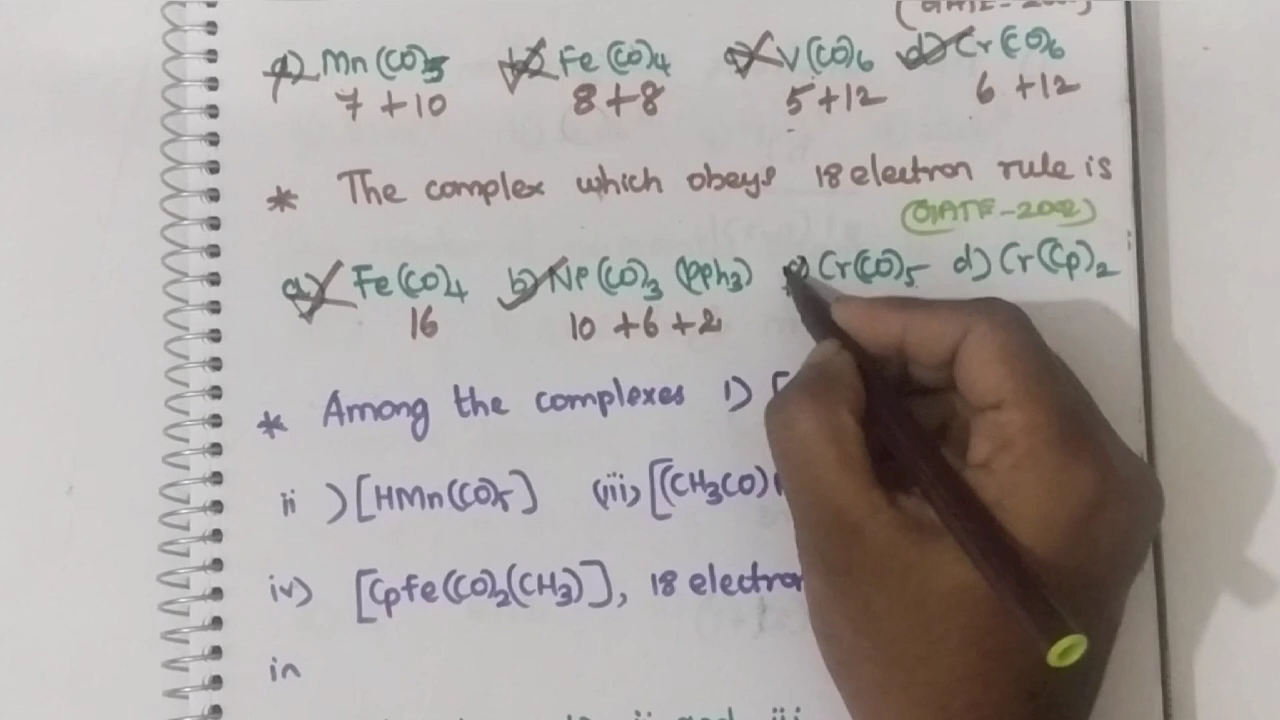 a) Mn(CO)5 b) Fe(CO)4 c) V(CO)6 d) Cr(CO)6
7 + 10 8+8 5+12 6 +12
* The complex which obeys 18 electron rule is
(GATE-2002)
a) Fe(CO)4 b) Ni(CO)3 (PPh3) c) Cr(CO)5 d) Cr(Cp)2
16 10 +6 +2
* Among the complexes i) [
ii) [HMn(CO)5] (iii) [(CH3CO)
iv) [CpFe(CO)2(CH3)], 18 electron
in
ii and iii